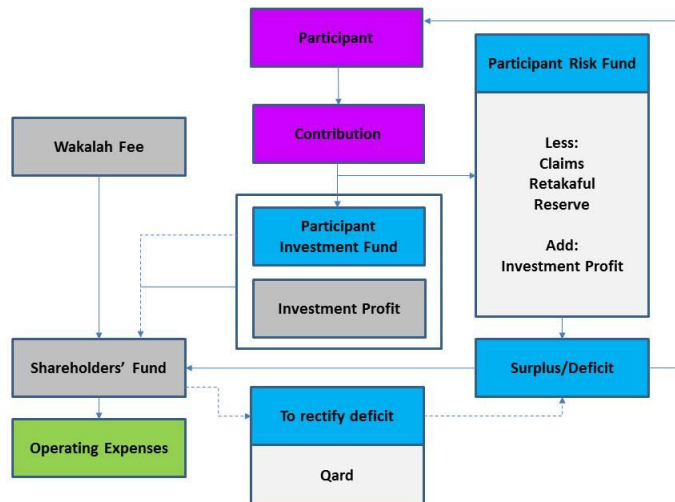 Participant
Participant Risk Fund
Contribution
Wakalah Fee
Less:
Claims
Retakaful
Reserve
Add:
Investment Profit
Participant
Investment Fund
Investment Profit
Shareholders' Fund
Surplus/Deficit
To rectify deficit
Operating Expenses
Qard